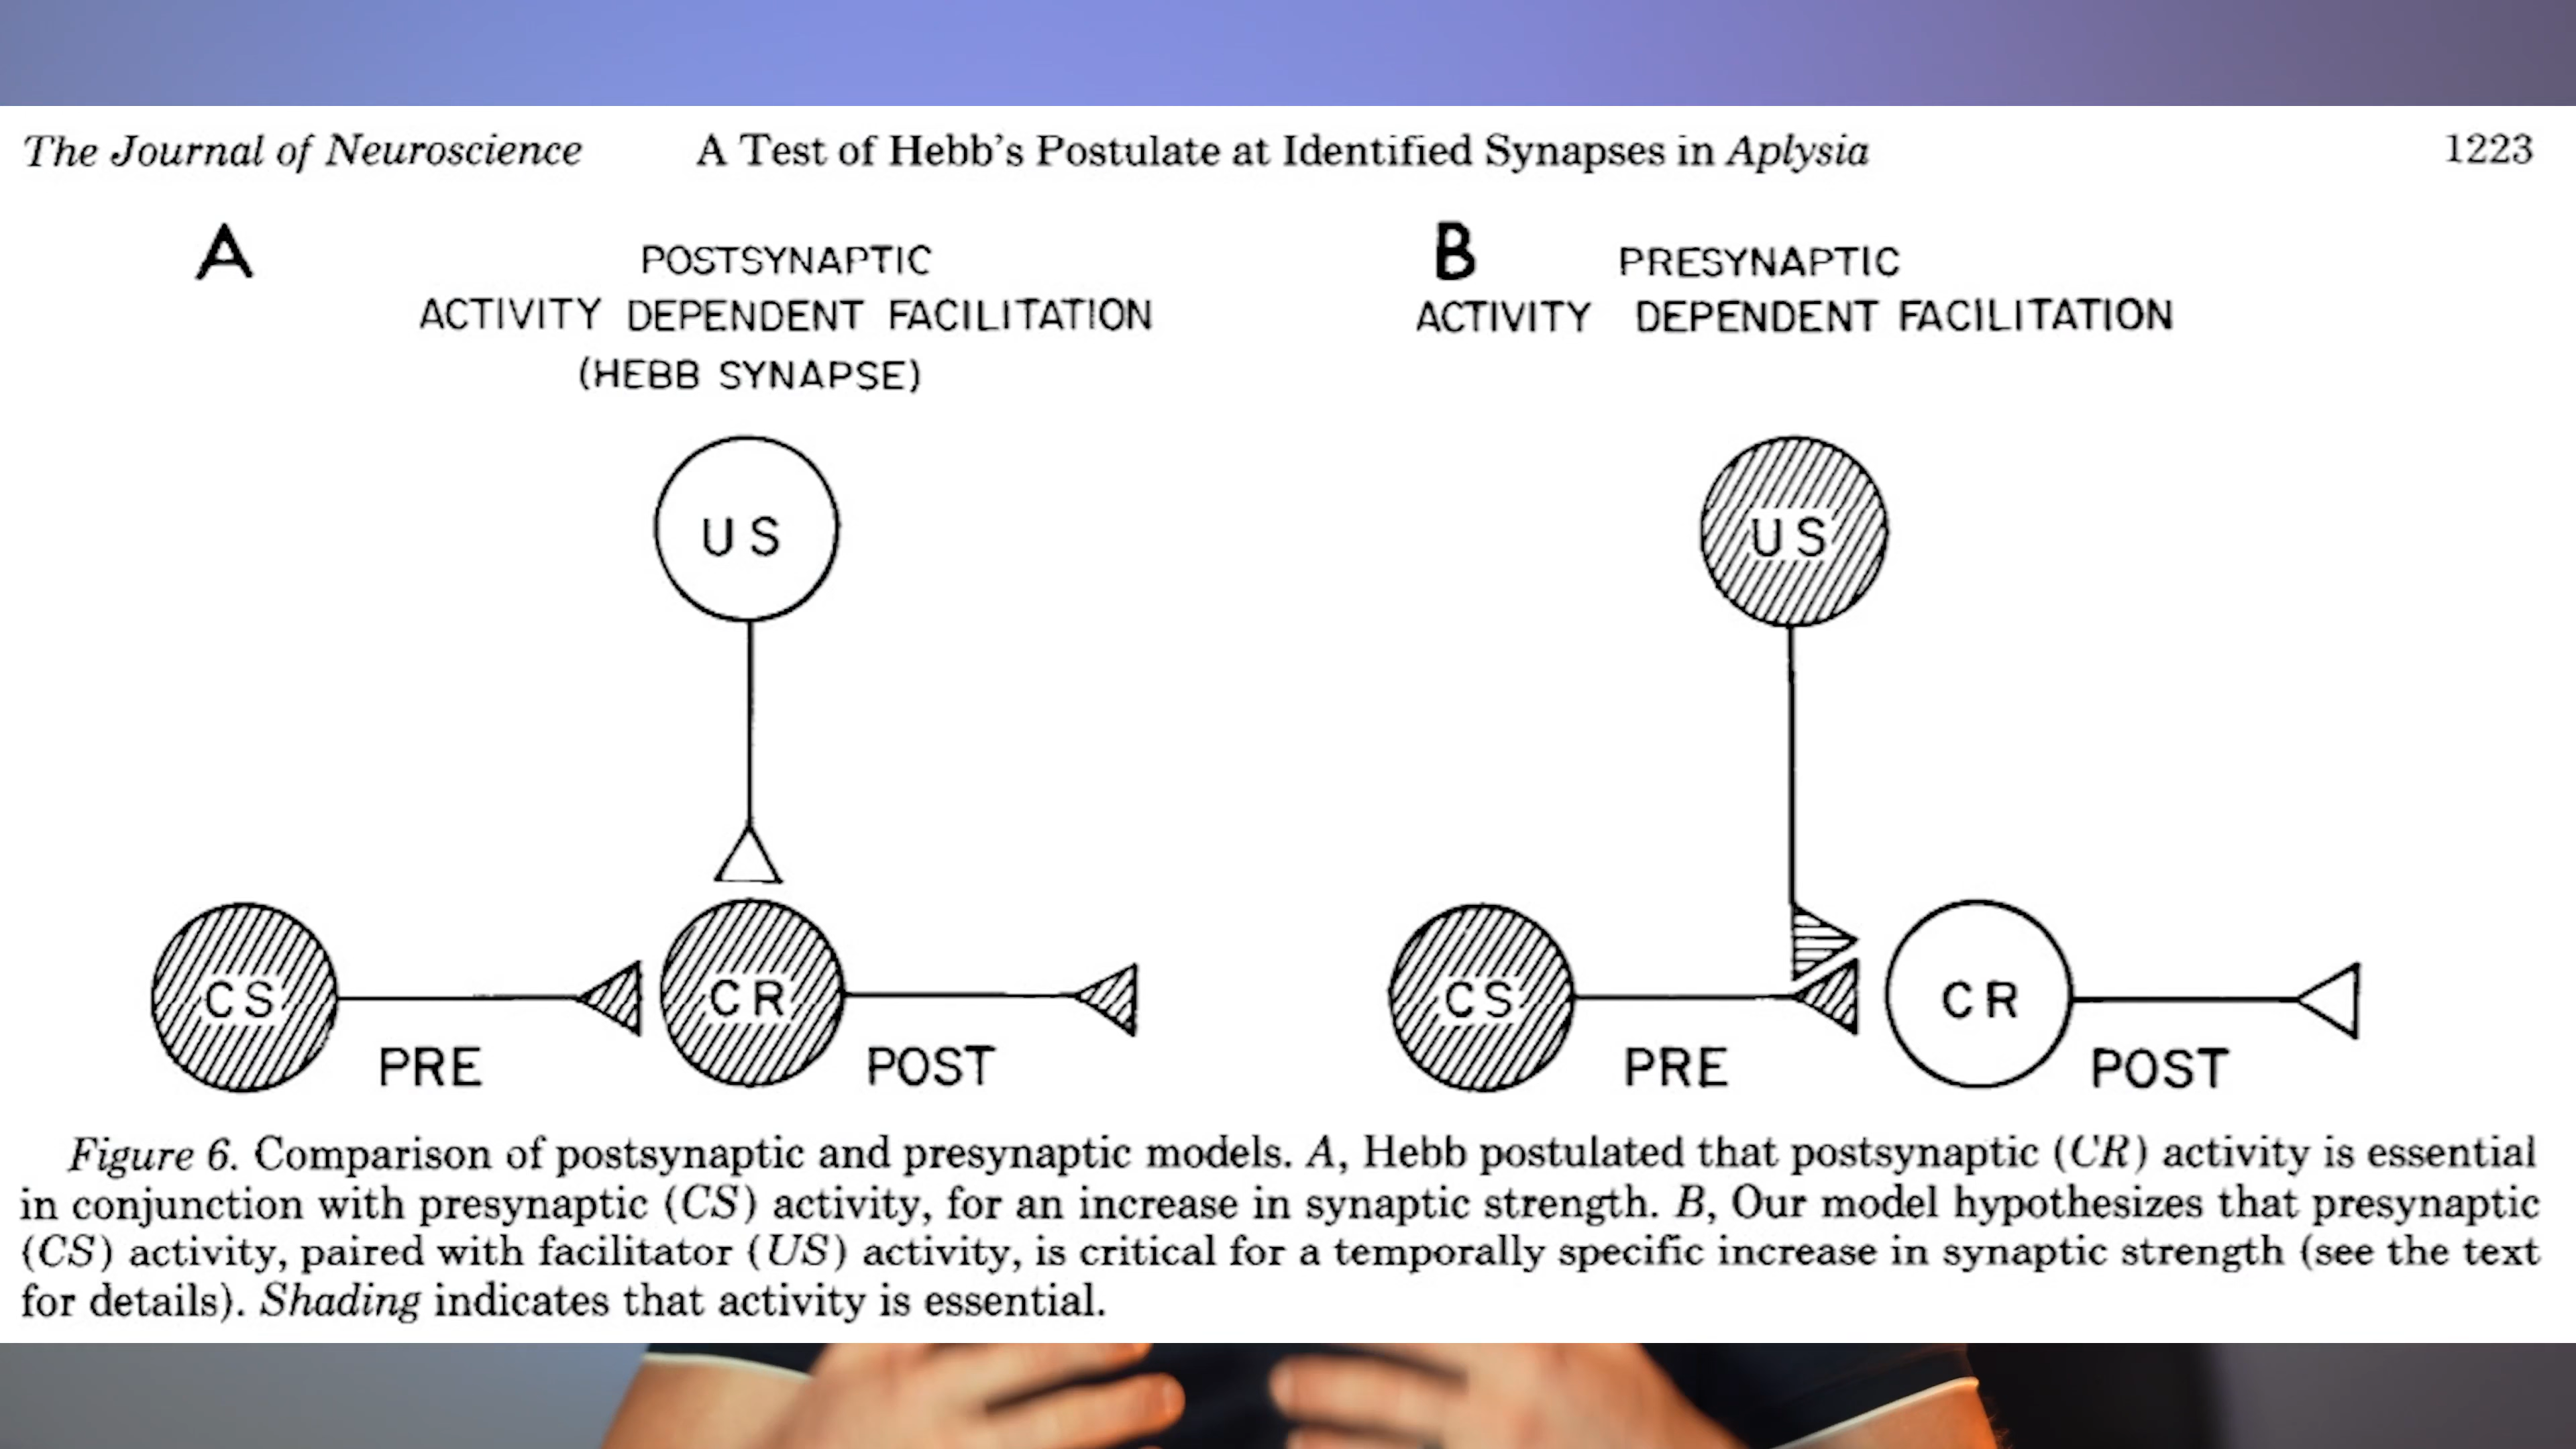 The Journal of Neuroscience A Test of Hebb's Postulate at Identified Synapses in Aplysia 1223
A
POSTSYNAPTIC
ACTIVITY DEPENDENT FACILITATION
(HEBB SYNAPSE)
US
CS
CR
PRE
POST
B
PRESYNAPTIC
ACTIVITY DEPENDENT FACILITATION
US
CS
CR
PRE
POST
Figure 6. Comparison of postsynaptic and presynaptic models. A, Hebb postulated that postsynaptic (CR) activity is essential
in conjunction with presynaptic (CS) activity, for an increase in synaptic strength. B, Our model hypothesizes that presynaptic
(CS) activity, paired with facilitator (US) activity, is critical for a temporally specific increase in synaptic strength (see the text
for details). Shading indicates that activity is essential.